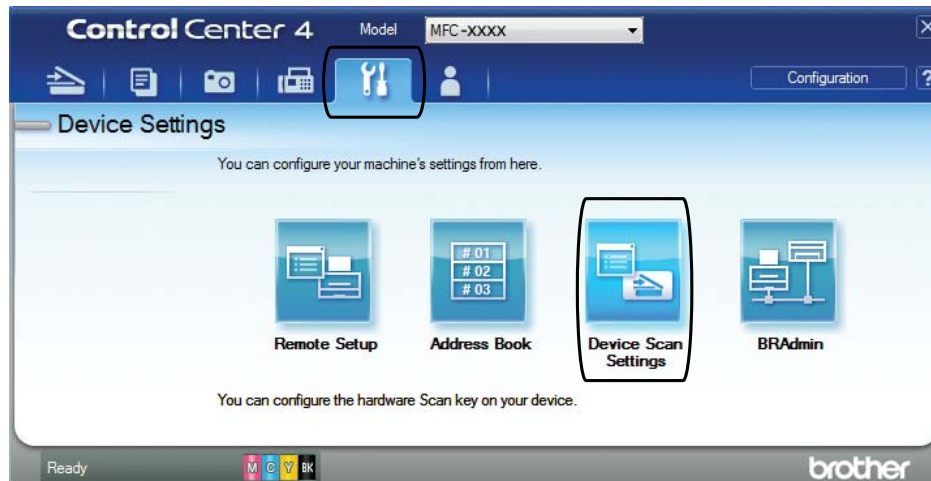 Control Center 4 Model MFC-XXXX
Configuration ?
Device Settings
You can configure your machine's settings from here.
# 01
# 02
# 03
Remote Setup Address Book Device Scan Settings BRAdmin
You can configure the hardware Scan key on your device.
Ready M C Y BK brother